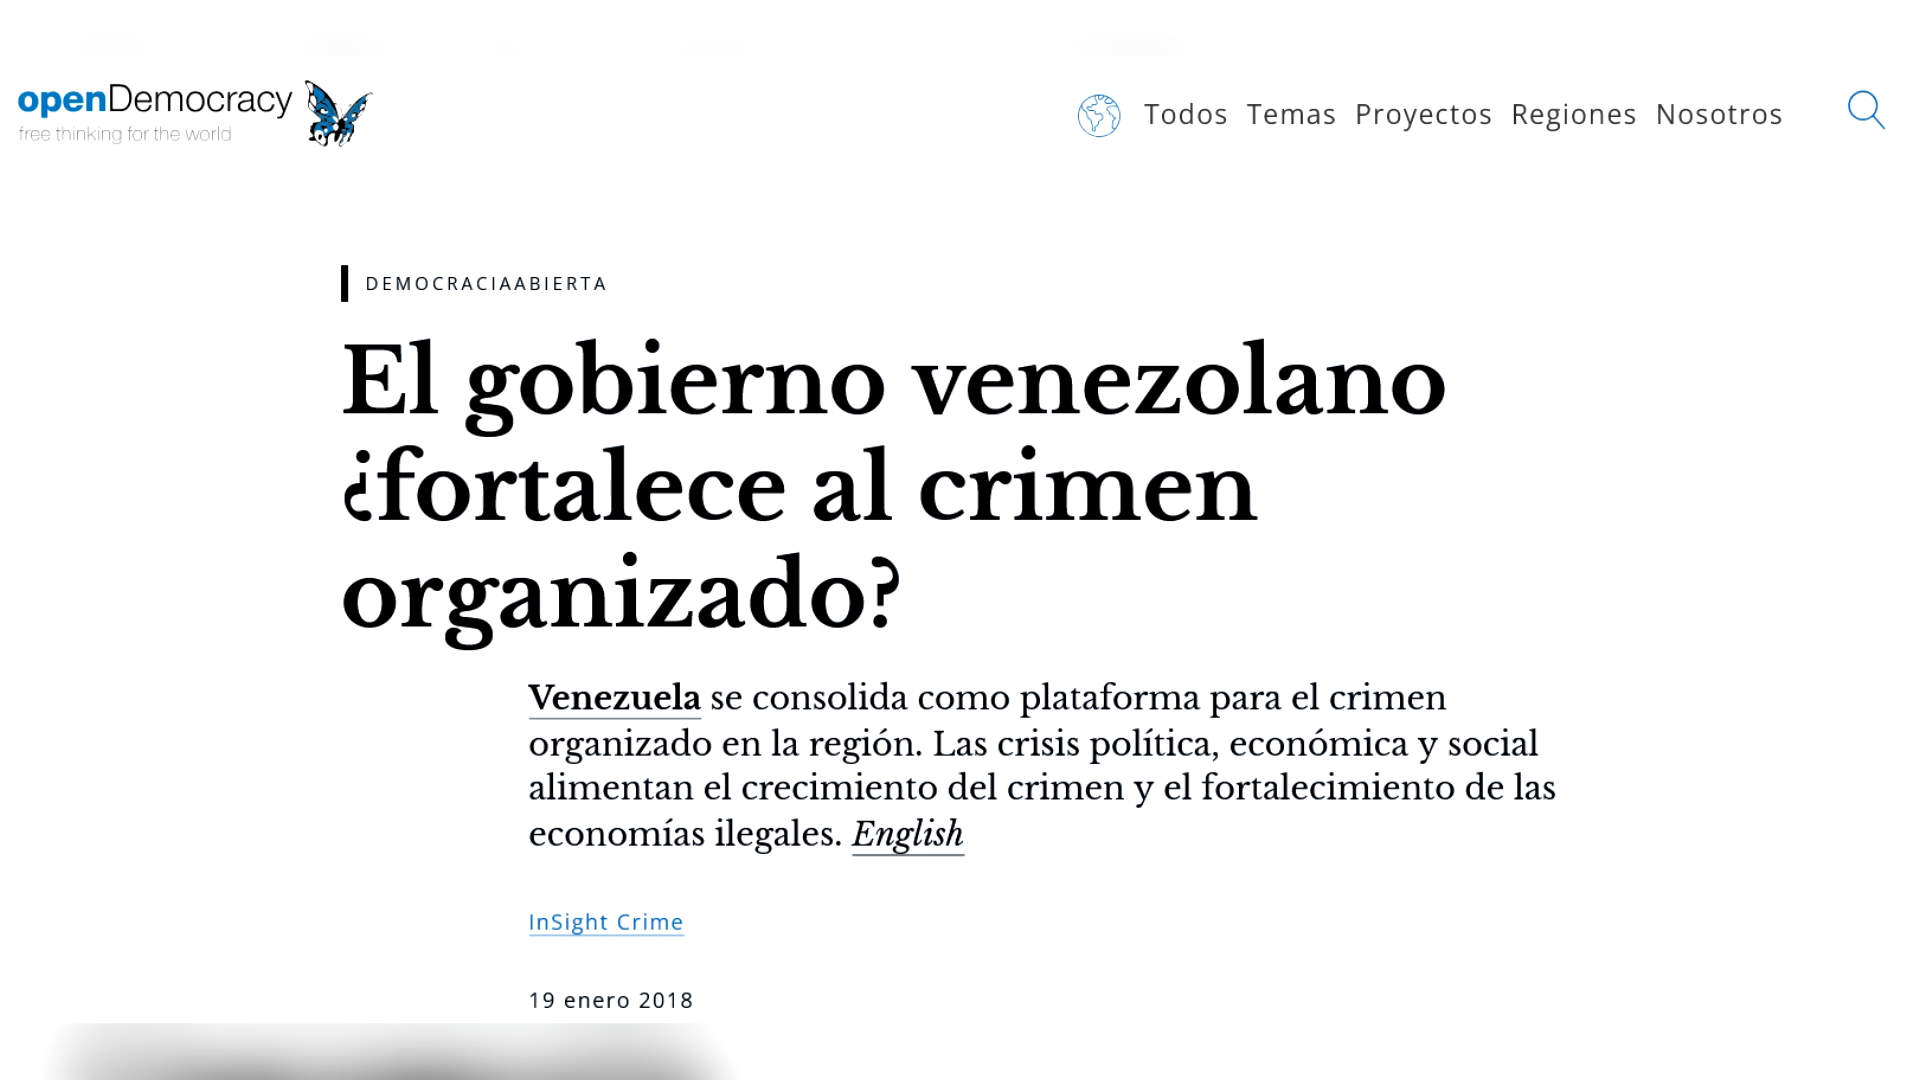 openDemocracy
free thinking for the world
Todos Temas Proyectos Regiones Nosotros
DEMOCRACIAABIERTA
El gobierno venezolano
¿fortalece al crimen
organizado?
Venezuela se consolida como plataforma para el crimen
organizado en la región. Las crisis política, económica y social
alimentan el crecimiento del crimen y el fortalecimiento de las
economías ilegales. English
InSight Crime
19 enero 2018